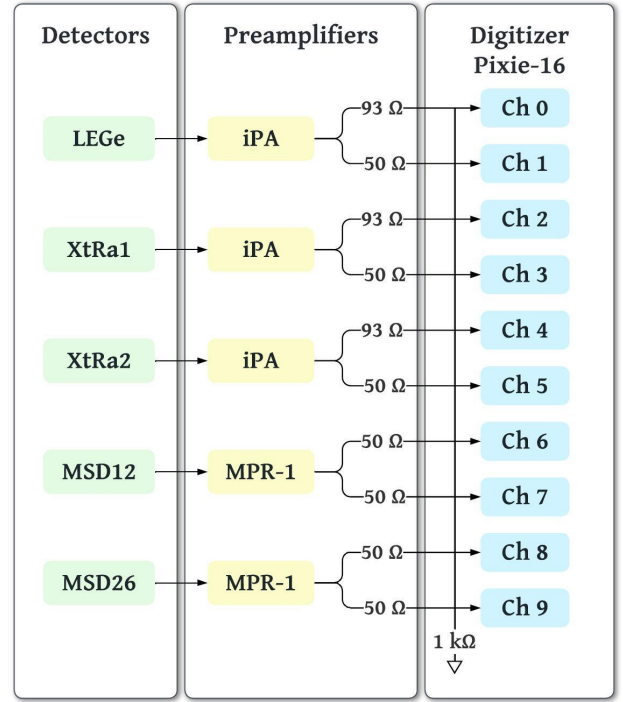 Detectors
Preamplifiers
Digitizer
Pixie-16
LEGe
iPA
93 Ω
Ch 0
50 Ω
Ch 1
XtRa1
iPA
93 Ω
Ch 2
50 Ω
Ch 3
XtRa2
iPA
93 Ω
Ch 4
50 Ω
Ch 5
MSD12
MPR-1
50 Ω
Ch 6
50 Ω
Ch 7
MSD26
MPR-1
50 Ω
Ch 8
50 Ω
Ch 9
1 kΩ